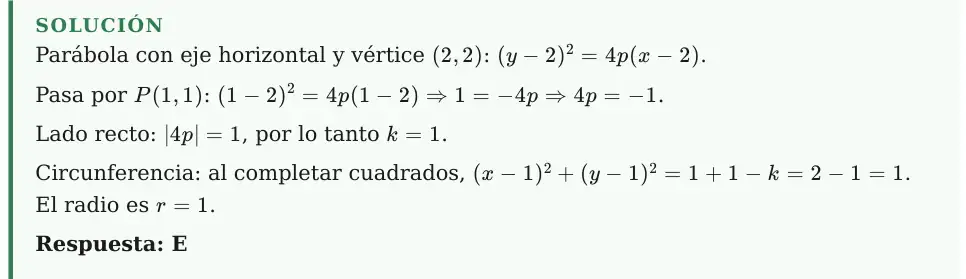 SOLUCIÓN
Parábola con eje horizontal y vértice (2, 2): (y − 2)² = 4p(x − 2).
Pasa por P(1, 1): (1 − 2)² = 4p(1 − 2) ⇒ 1 = −4p ⇒ 4p = −1.
Lado recto: |4p| = 1, por lo tanto k = 1.
Circunferencia: al completar cuadrados, (x − 1)² + (y − 1)² = 1 + 1 − k = 2 − 1 = 1.
El radio es r = 1.
Respuesta: E